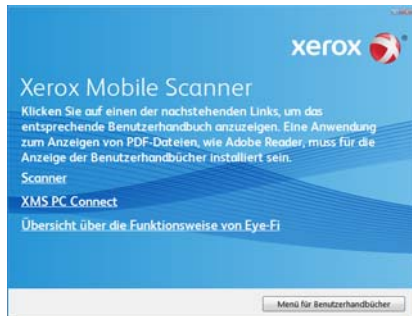 xerox
Xerox Mobile Scanner
Klicken Sie auf einen der nachstehenden Links, um das
entsprechende Benutzerhandbuch anzuzeigen. Eine Anwendung
zum Anzeigen von PDF-Dateien, wie Adobe Reader, muss für die
Anzeige der Benutzerhandbücher installiert sein.
Scanner
XMS PC Connect
Übersicht über die Funktionsweise von Eye-Fi
Menü für Benutzerhandbücher